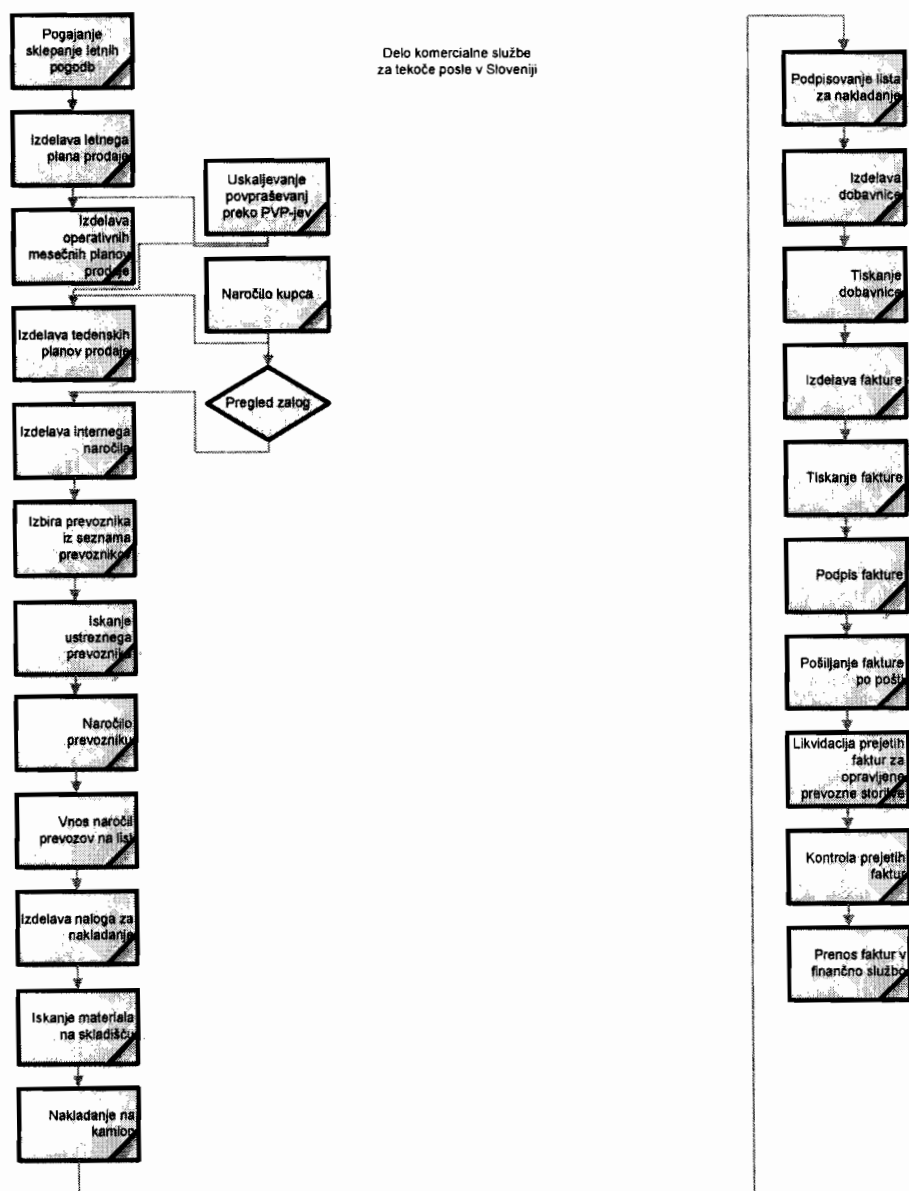 Delo komercialne službe
za tekoče posle v Sloveniji
Pogajanje
sklepanje letnih
pogodb
Izdelava letnega
plana prodaje
Uskaljevanje
povpraševanj
preko PVP-jev
Izdelava
operativnih
mesečnih planov
prodaje
Naročilo kupca
Izdelava tedenskih
planov prodaje
Pregled zalog
Izdelava internega
naročila
Izbira prevoznika
iz seznama
prevoznikov
Iskanje
ustreznega
prevoznika
Naročilo
prevozniku
Vnos naročil
prevozov na list
Izdelava naloga za
nakladanje
Iskanje materiala
na skladišču
Nakladanje na
kamion
Podpisovanje lista
za nakladanje
Izdelava
dobavnice
Tiskanje
dobavnice
Izdelava fakture
Tiskanje fakture
Podpis fakture
Pošiljanje fakture
po pošti
Likvidacija prejetih
faktur za
opravljene
prevozne storitve
Kontrola prejetih
faktur
Prenos faktur v
finančno službo